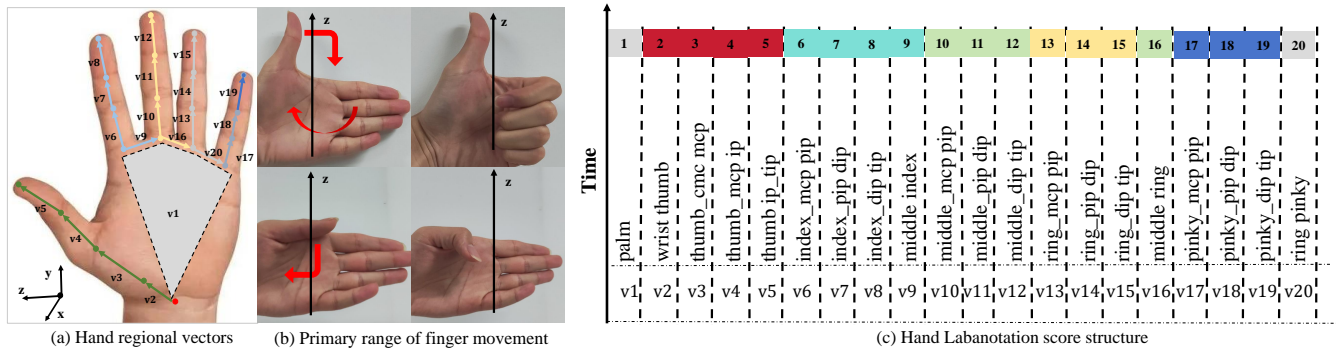 v12
v15
v8
v11
v19
v7
v14
v10
v13
v18
v6
v9
v16
v20
v17
v1
v5
v4
v3
v2
y
z
x
(a) Hand regional vectors
z
z
z
z
(b) Primary range of finger movement
Time
1 2 3 4 5 6 7 8 9 10 11 12 13 14 15 16 17 18 19 20
palm
wrist thumb
thumb_cmc mcp
thumb_mcp ip
thumb ip_tip
index_mcp pip
index_pip dip
index_dip tip
middle index
middle_mcp pip
middle_pip dip
middle_dip tip
ring_mcp pip
ring_pip dip
ring_dip tip
middle ring
pinky_mcp pip
pinky_pip dip
pinky_dip tip
ring pinky
v1 v2 v3 v4 v5 v6 v7 v8 v9 v10 v11 v12 v13 v14 v15 v16 v17 v18 v19 v20
(c) Hand Labanotation score structure